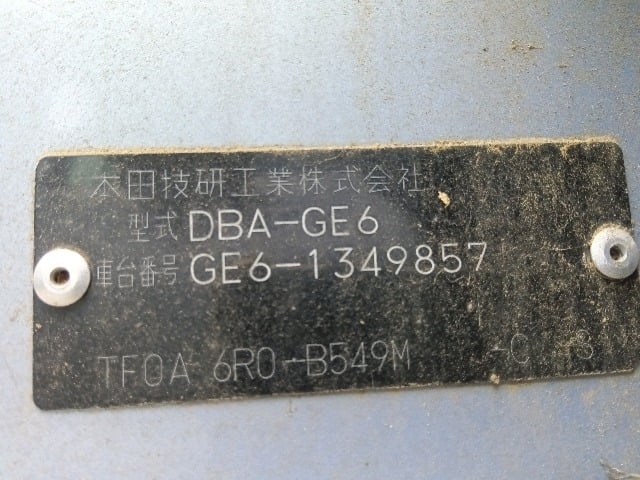 本田技研工業株式会社
型式 DBA-GE6
車台番号 GE6-1349857
TF0A 6R0-B549M -C 3